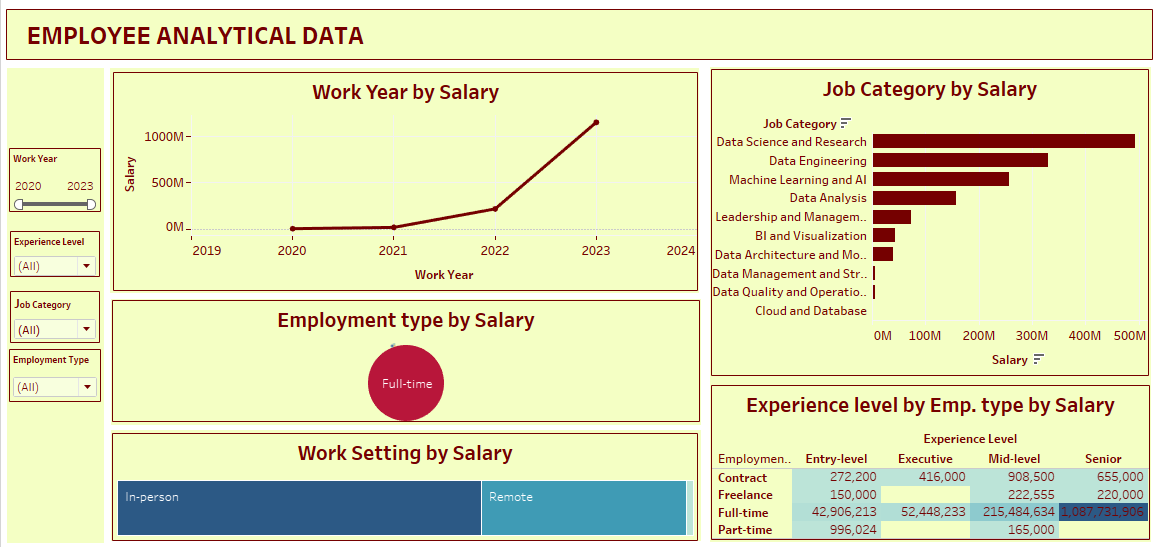 EMPLOYEE ANALYTICAL DATA
Work Year
2020 2023
Experience Level
(All)
Job Category
(All)
Employment Type
(All)
Work Year by Salary
Salary
1000M
500M
0M
2019 2020 2021 2022 2023 2024
Work Year
Employment type by Salary
Full-time
Work Setting by Salary
In-person Remote
Job Category by Salary
Job Category
Data Science and Research
Data Engineering
Machine Learning and AI
Data Analysis
Leadership and Managem..
BI and Visualization
Data Architecture and Mo..
Data Management and Str..
Data Quality and Operatio..
Cloud and Database
0M 100M 200M 300M 400M 500M
Salary
Experience level by Emp. type by Salary
Experience Level
Employmen.. Entry-level Executive Mid-level Senior
Contract 272,200 416,000 908,500 655,000
Freelance 150,000 222,555 220,000
Full-time 42,906,213 52,448,233 215,484,634 1,087,731,906
Part-time 996,024 165,000